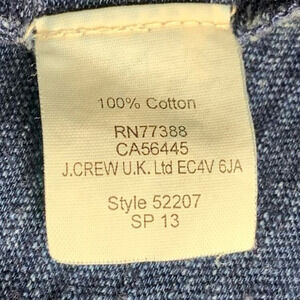 100% Cotton
RN77388
CA56445
J.CREW U.K. Ltd EC4V 6JA
Style 52207
SP 13